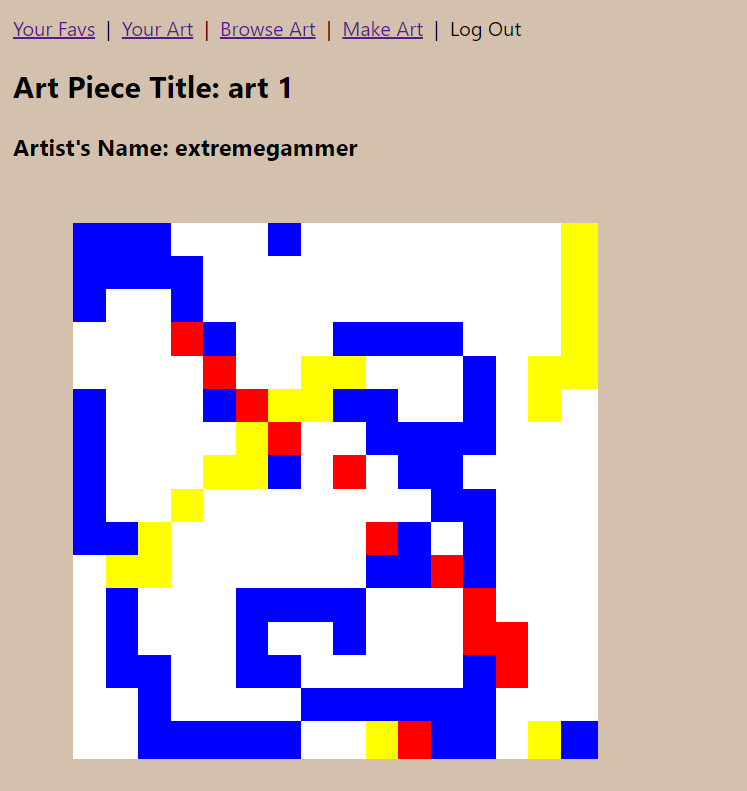 Your Favs | Your Art | Browse Art | Make Art | Log Out
Art Piece Title: art 1
Artist's Name: extremegammer